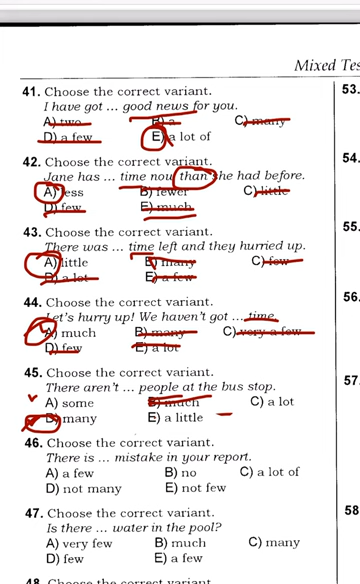 Mixed Tes
41. Choose the correct variant.
I have got ... good news for you.
A) two B) a C) many
D) a few E) a lot of
42. Choose the correct variant.
Jane has ... time now than she had before.
A) less B) fewer C) little
D) few E) much
43. Choose the correct variant.
There was ... time left and they hurried up.
A) little B) many C) few
D) a lot E) a few
44. Choose the correct variant.
Let's hurry up! We haven't got ... time.
A) much B) many C) very a few
D) few E) a lot
45. Choose the correct variant.
There aren't ... people at the bus stop.
A) some B) much C) a lot
D) many E) a little
46. Choose the correct variant.
There is ... mistake in your report.
A) a few B) no C) a lot of
D) not many E) not few
47. Choose the correct variant.
Is there ... water in the pool?
A) very few B) much C) many
D) few E) a few
48. Choose the correct variant.
53.
54.
55.
56.
57.
58